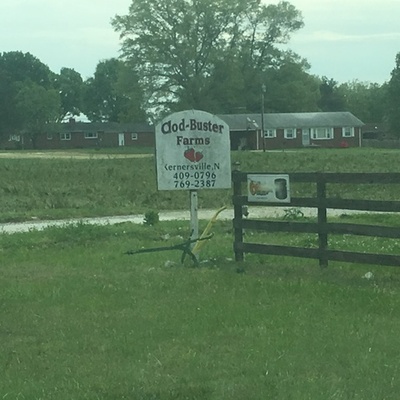 Clod-Buster
Farms
Kernersville, N
409-0796
769-2387